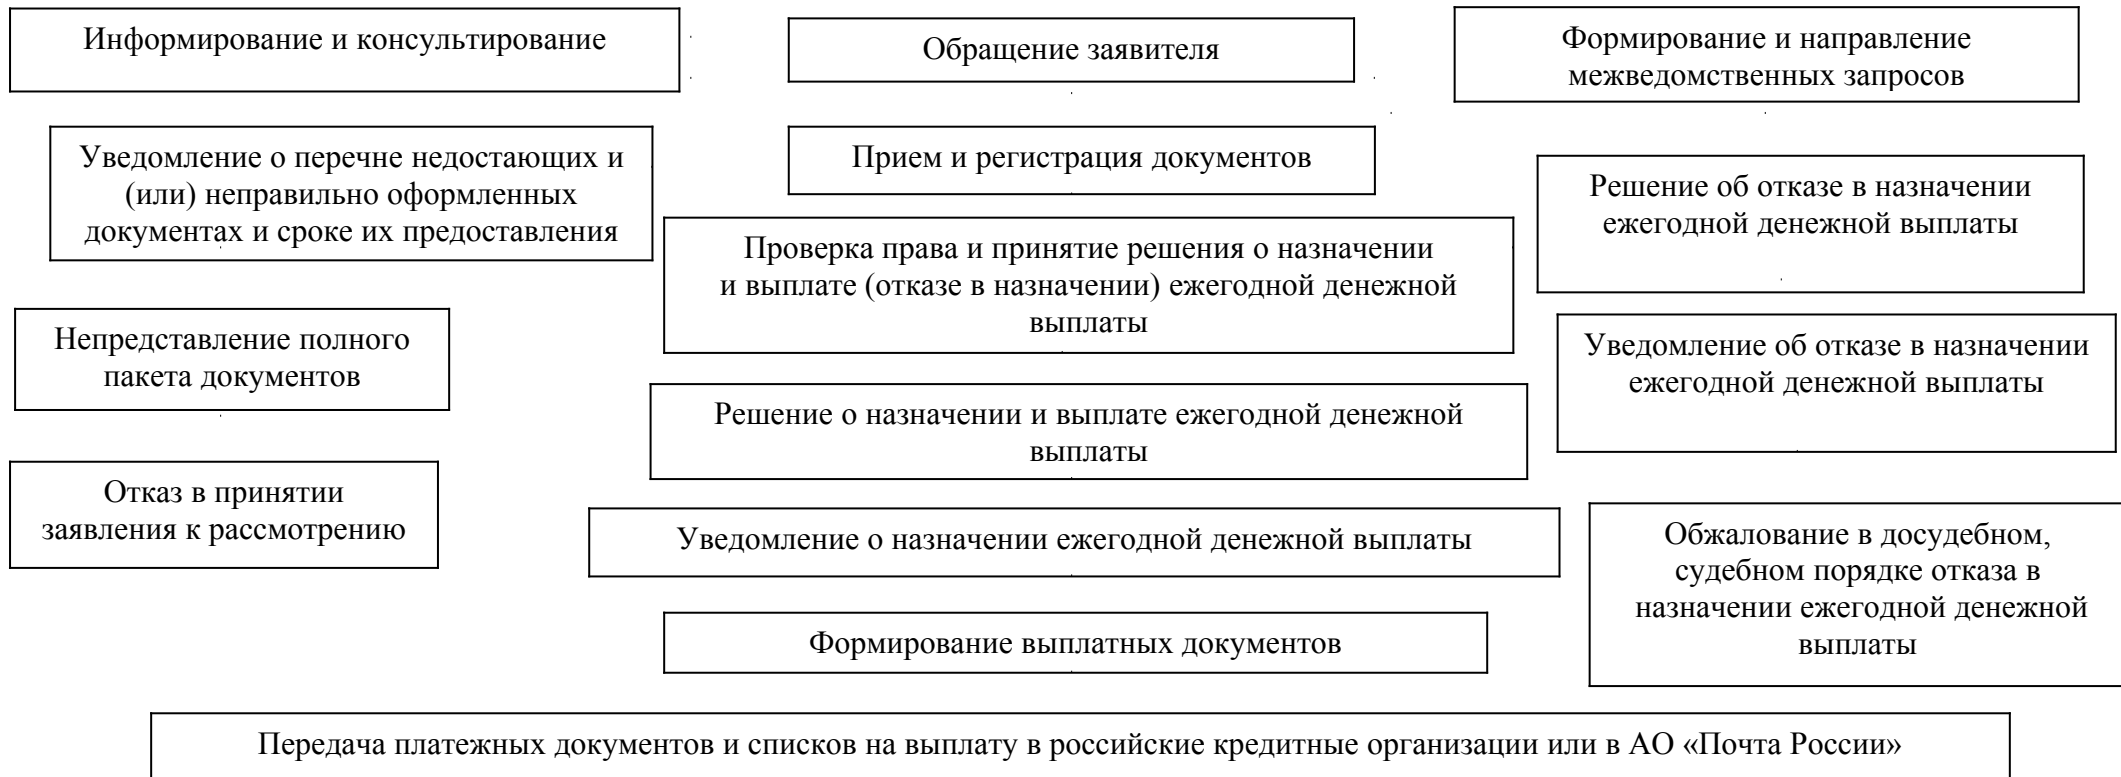 Информирование и консультирование
Обращение заявителя
Формирование и направление
межведомственных запросов
Уведомление о перечне недостающих и
(или) неправильно оформленных
документах и сроке их предоставления
Прием и регистрация документов
Решение об отказе в назначении
ежегодной денежной выплаты
Проверка права и принятие решения о назначении
и выплате (отказе в назначении) ежегодной денежной
выплаты
Непредставление полного
пакета документов
Уведомление об отказе в назначении
ежегодной денежной выплаты
Решение о назначении и выплате ежегодной денежной
выплаты
Отказ в принятии
заявления к рассмотрению
Уведомление о назначении ежегодной денежной выплаты
Обжалование в досудебном,
судебном порядке отказа в
назначении ежегодной денежной
выплаты
Формирование выплатных документов
Передача платежных документов и списков на выплату в российские кредитные организации или в АО «Почта России»